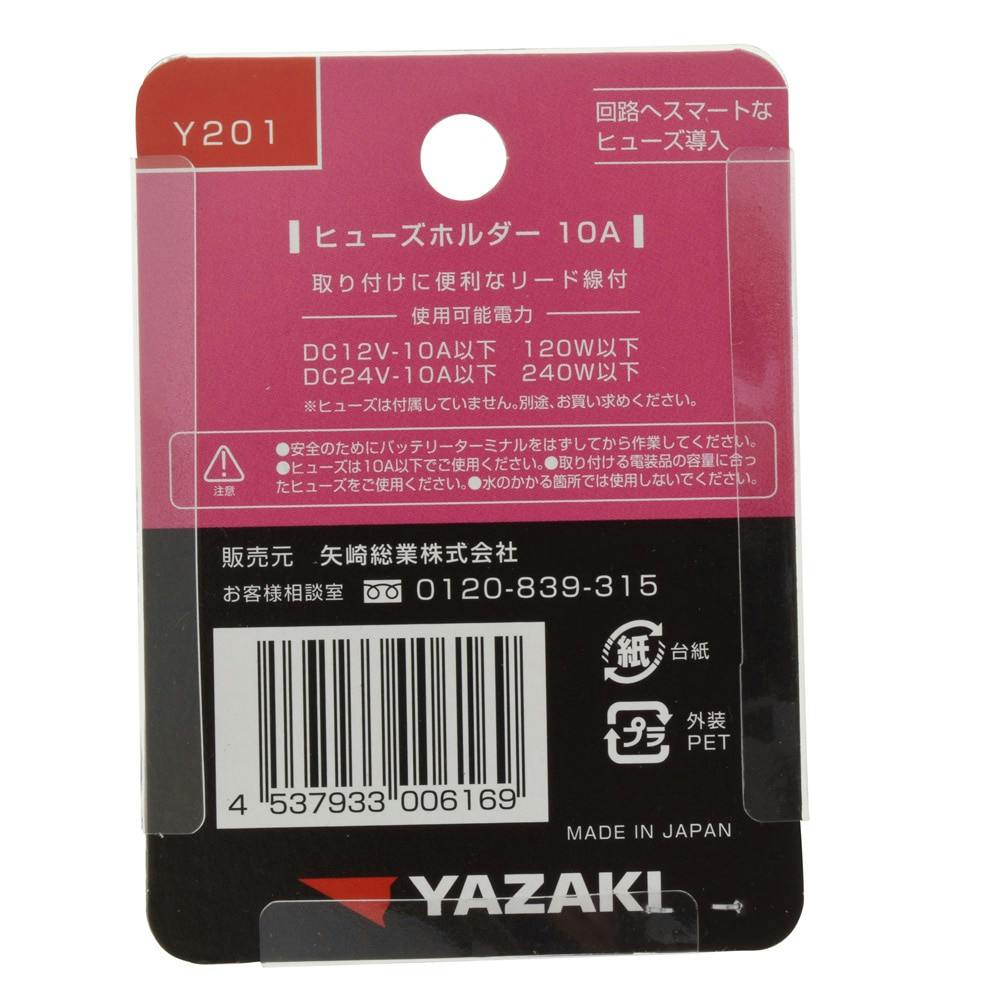 Y201
回路へスマートな
ヒューズ導入
ヒューズホルダー 10A
取り付けに便利なリード線付
使用可能電力
DC12V-10A以下 120W以下
DC24V-10A以下 240W以下
※ヒューズは付属していません。別途、お買い求めください。
●安全のためにバッテリーターミナルをはずしてから作業してください。
●ヒューズは10A以下でご使用ください。●取り付ける電装品の容量に合っ
たヒューズをご使用ください。●水のかかる箇所では使用しないでください。
注意
販売元 矢崎総業株式会社
お客様相談室 0120-839-315
紙 台紙
プラ 外装
PET
4 537933 006169
MADE IN JAPAN
YAZAKI